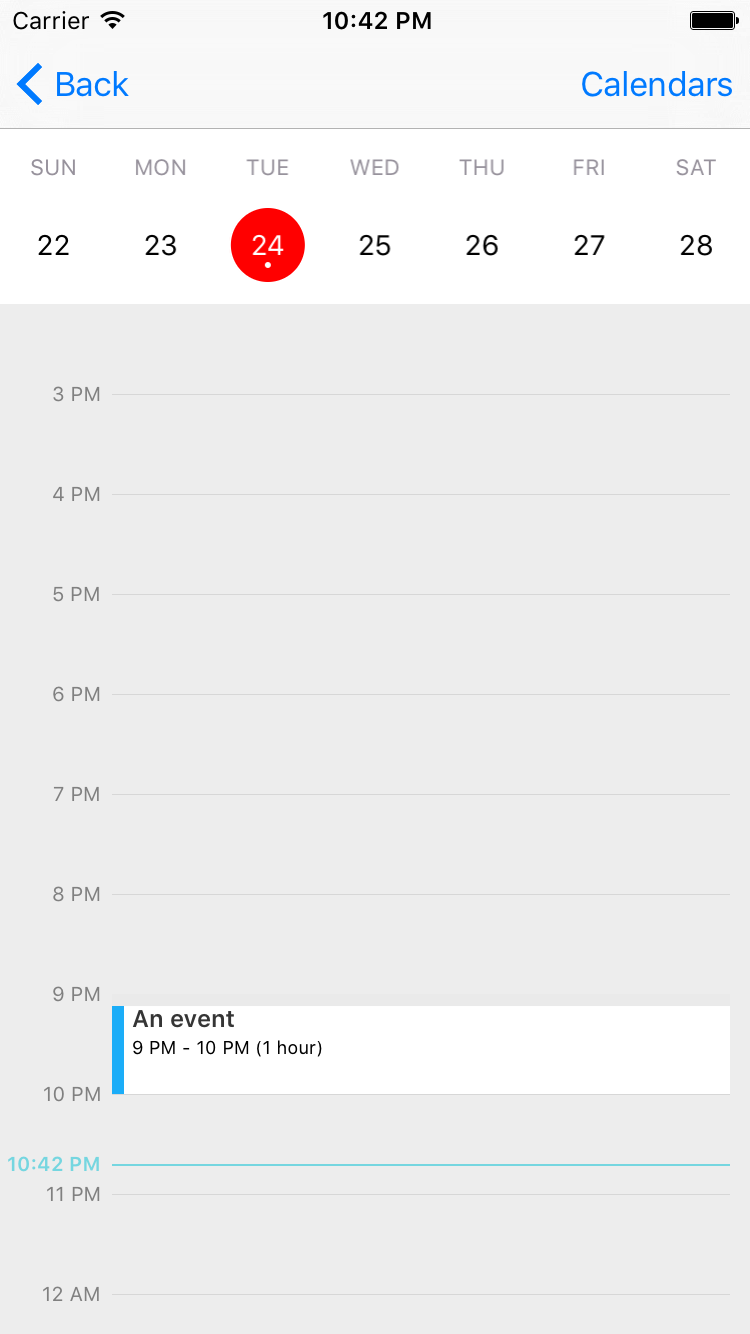 Carrier 10:42 PM
Back Calendars
SUN MON TUE WED THU FRI SAT
22 23 24 25 26 27 28
3 PM
4 PM
5 PM
6 PM
7 PM
8 PM
9 PM
An event
9 PM - 10 PM (1 hour)
10 PM
10:42 PM
11 PM
12 AM